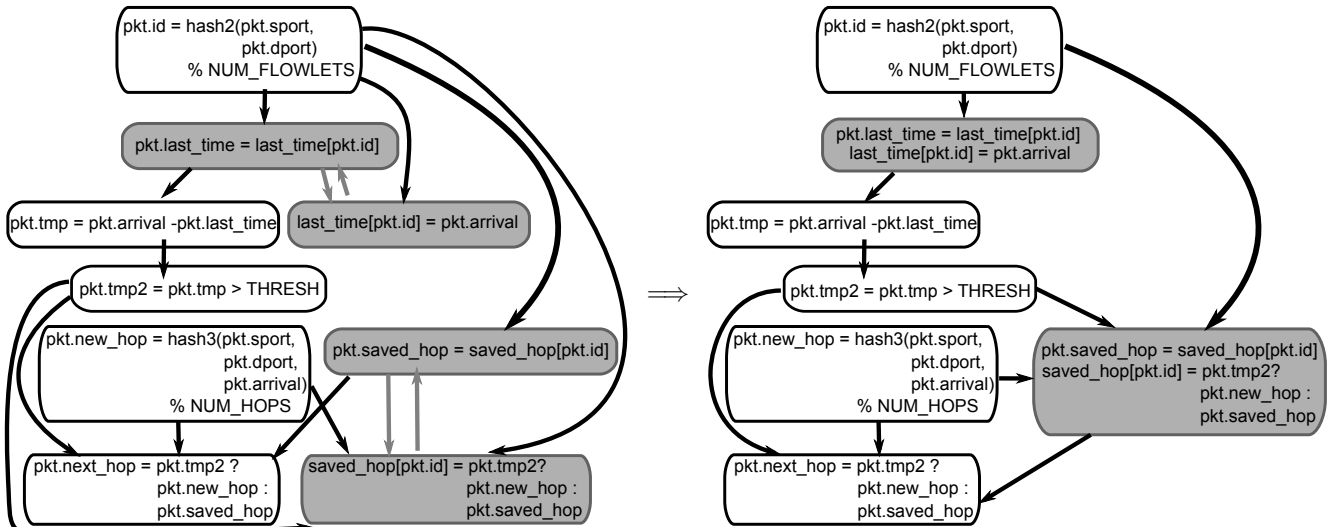 pkt.id = hash2(pkt.sport,
pkt.dport)
% NUM_FLOWLETS
pkt.last_time = last_time[pkt.id]
pkt.tmp = pkt.arrival -pkt.last_time
last_time[pkt.id] = pkt.arrival
pkt.tmp2 = pkt.tmp > THRESH
pkt.new_hop = hash3(pkt.sport,
pkt.dport,
pkt.arrival)
% NUM_HOPS
pkt.saved_hop = saved_hop[pkt.id]
pkt.next_hop = pkt.tmp2 ?
pkt.new_hop :
pkt.saved_hop
saved_hop[pkt.id] = pkt.tmp2?
pkt.new_hop :
pkt.saved_hop
⟹
pkt.id = hash2(pkt.sport,
pkt.dport)
% NUM_FLOWLETS
pkt.last_time = last_time[pkt.id]
last_time[pkt.id] = pkt.arrival
pkt.tmp = pkt.arrival -pkt.last_time
pkt.tmp2 = pkt.tmp > THRESH
pkt.new_hop = hash3(pkt.sport,
pkt.dport,
pkt.arrival)
% NUM_HOPS
pkt.saved_hop = saved_hop[pkt.id]
saved_hop[pkt.id] = pkt.tmp2?
pkt.new_hop :
pkt.saved_hop
pkt.next_hop = pkt.tmp2 ?
pkt.new_hop :
pkt.saved_hop